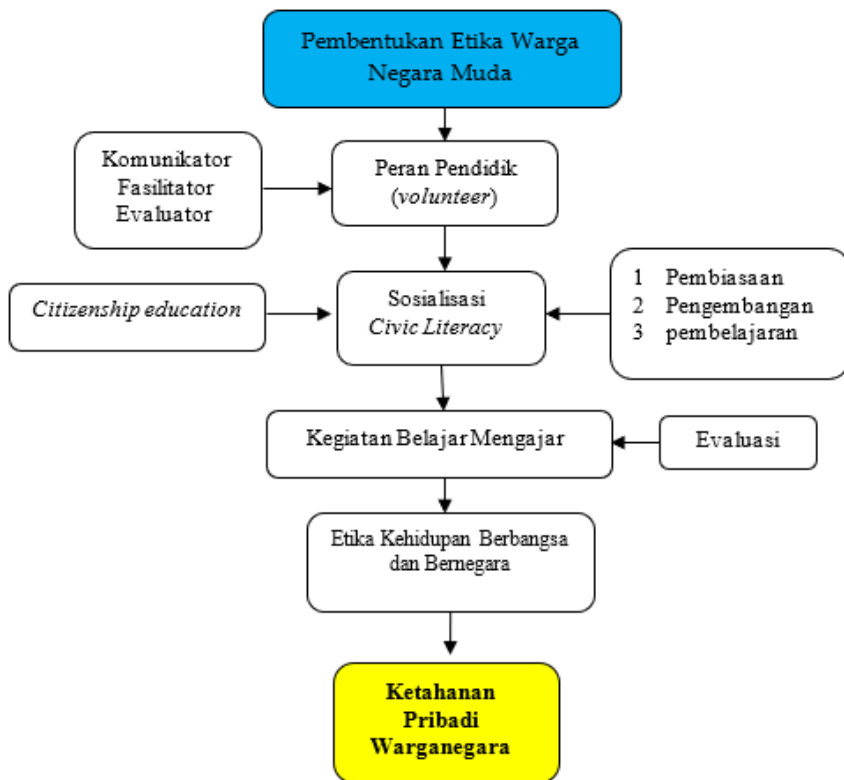 Pembentukan Etika Warga
Negara Muda
Komunikator
Fasilitator
Evaluator
Peran Pendidik
(volunteer)
Citizenship education
Sosialisasi
Civic Literacy
1 Pembiasaan
2 Pengembangan
3 pembelajaran
Kegiatan Belajar Mengajar
Evaluasi
Etika Kehidupan Berbangsa
dan Bernegara
Ketahanan
Pribadi
Warganegara